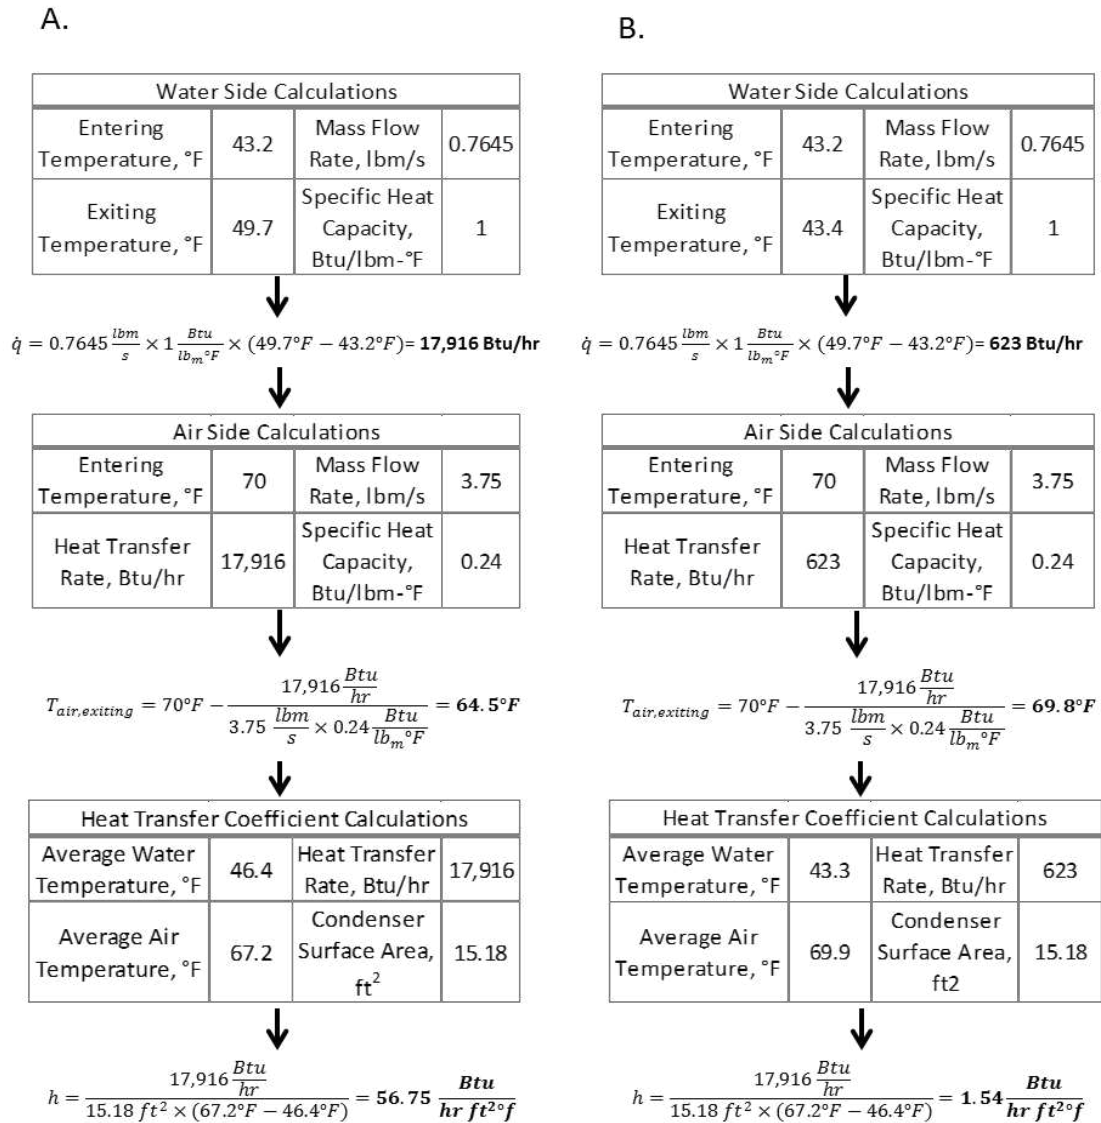 A.
Water Side Calculations
Entering Temperature, °F 43.2 Mass Flow Rate, lbm/s 0.7645
Exiting Temperature, °F 49.7 Specific Heat Capacity, Btu/lbm-°F 1
q̇ = 0.7645 lbm/s × 1 Btu/lb_m°F × (49.7°F − 43.2°F)= 17,916 Btu/hr
Air Side Calculations
Entering Temperature, °F 70 Mass Flow Rate, lbm/s 3.75
Heat Transfer Rate, Btu/hr 17,916 Specific Heat Capacity, Btu/lbm-°F 0.24
T_air,exiting = 70°F − 17,916 Btu/hr / 3.75 lbm/s × 0.24 Btu/lb_m°F = 64.5°F
Heat Transfer Coefficient Calculations
Average Water Temperature, °F 46.4 Heat Transfer Rate, Btu/hr 17,916
Average Air Temperature, °F 67.2 Condenser Surface Area, ft² 15.18
h = 17,916 Btu/hr / 15.18 ft² × (67.2°F − 46.4°F) = 56.75 Btu/hr ft²°f
B.
Water Side Calculations
Entering Temperature, °F 43.2 Mass Flow Rate, lbm/s 0.7645
Exiting Temperature, °F 43.4 Specific Heat Capacity, Btu/lbm-°F 1
q̇ = 0.7645 lbm/s × 1 Btu/lb_m°F × (49.7°F − 43.2°F)= 623 Btu/hr
Air Side Calculations
Entering Temperature, °F 70 Mass Flow Rate, lbm/s 3.75
Heat Transfer Rate, Btu/hr 623 Specific Heat Capacity, Btu/lbm-°F 0.24
T_air,exiting = 70°F − 17,916 Btu/hr / 3.75 lbm/s × 0.24 Btu/lb_m°F = 69.8°F
Heat Transfer Coefficient Calculations
Average Water Temperature, °F 43.3 Heat Transfer Rate, Btu/hr 623
Average Air Temperature, °F 69.9 Condenser Surface Area, ft2 15.18
h = 17,916 Btu/hr / 15.18 ft² × (67.2°F − 46.4°F) = 1.54 Btu/hr ft²°f